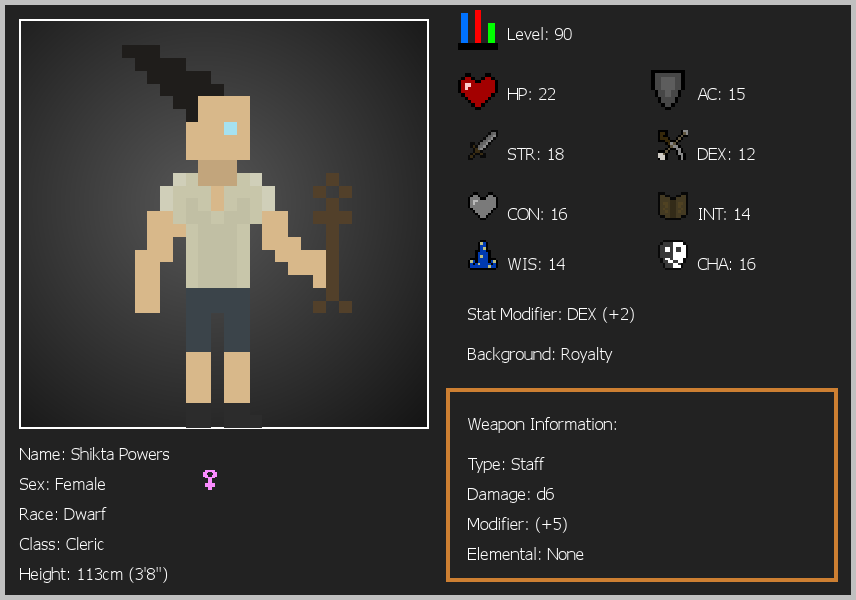 Level: 90
HP: 22
AC: 15
STR: 18
DEX: 12
CON: 16
INT: 14
WIS: 14
CHA: 16
Stat Modifier: DEX (+2)
Background: Royalty
Weapon Information:
Type: Staff
Damage: d6
Modifier: (+5)
Elemental: None
Name: Shikta Powers
Sex: Female
Race: Dwarf
Class: Cleric
Height: 113cm (3'8")